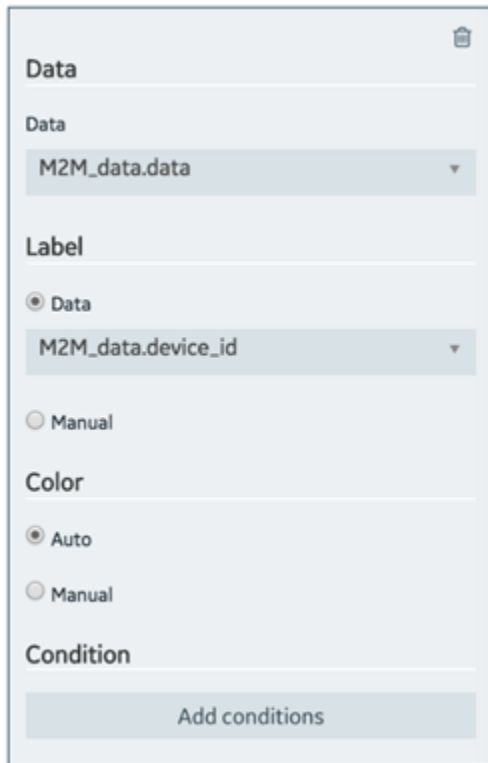 Data
Data
M2M_data.data
Label
Data
M2M_data.device_id
Manual
Color
Auto
Manual
Condition
Add conditions